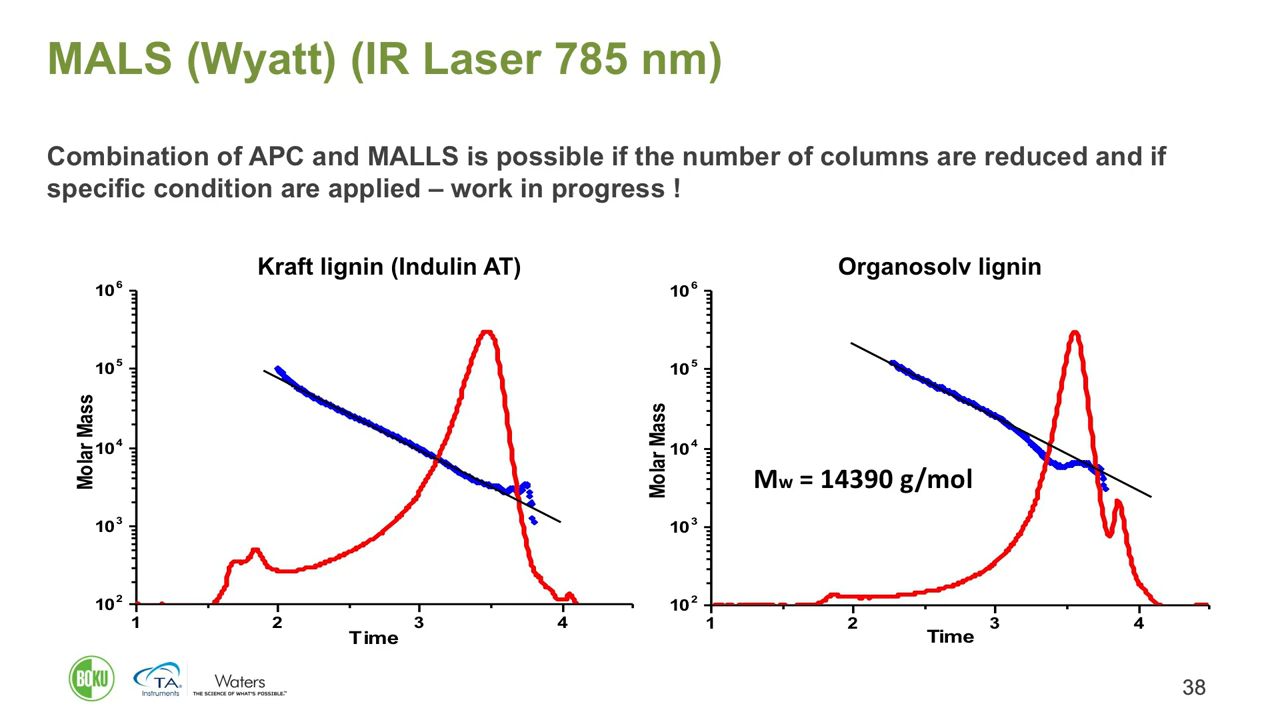 MALS (Wyatt) (IR Laser 785 nm)
Combination of APC and MALLS is possible if the number of columns are reduced and if
specific condition are applied – work in progress !
Kraft lignin (Indulin AT)
10⁶
10⁵
10⁴
10³
10²
Molar Mass
1 2 3 4
Time
Organosolv lignin
10⁶
10⁵
10⁴
10³
10²
Molar Mass
Mw = 14390 g/mol
1 2 3 4
Time
BOKU
TA
Instruments
Waters
THE SCIENCE OF WHAT'S POSSIBLE.™
38